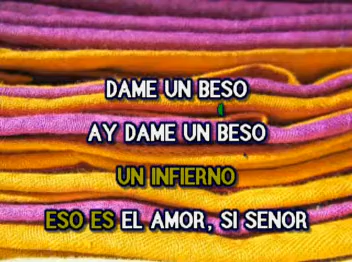 DAME UN BESO
AY DAME UN BESO
UN INFIERNO
ESO ES EL AMOR, SI SENOR